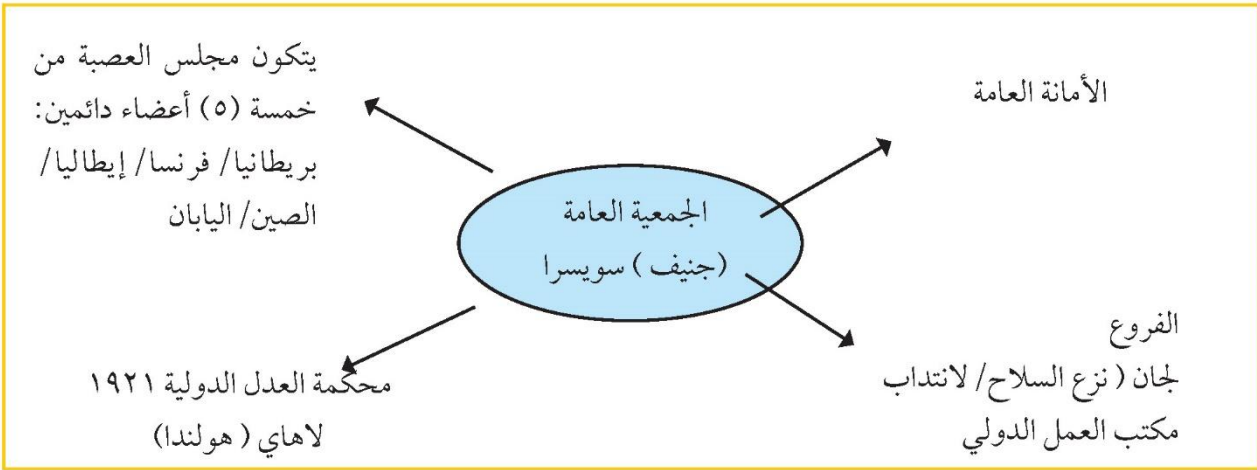 الأمانة العامة
يتكون مجلس العصبة من
خمسة (٥) أعضاء دائمين:
بريطانيا/ فرنسا/ إيطاليا/
الصين/ اليابان
الجمعية العامة
(جنيف) سويسرا
الفروع
لجان (نزع السلاح/ لانتداب
مكتب العمل الدولي
محكمة العدل الدولية ١٩٢١
لاهاي (هولندا)